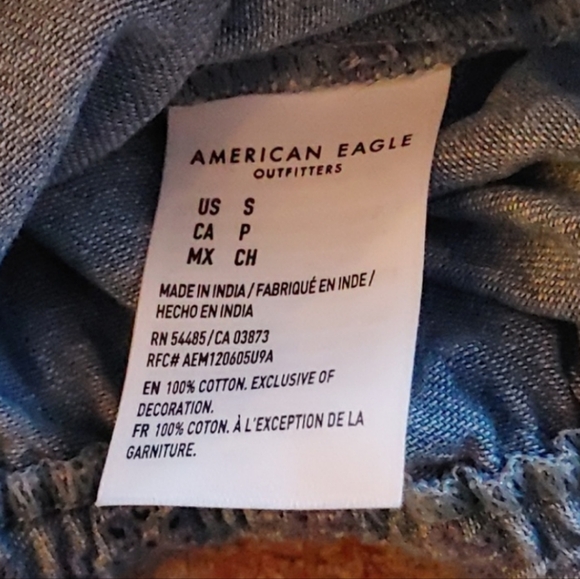 AMERICAN EAGLE
OUTFITTERS
US S
CA P
MX CH
MADE IN INDIA / FABRIQUÉ EN INDE /
HECHO EN INDIA
RN 54485/CA 03873
RFC# AEM120605U9A
EN 100% COTTON. EXCLUSIVE OF
DECORATION.
FR 100% COTON. À L'EXCEPTION DE LA
GARNITURE.